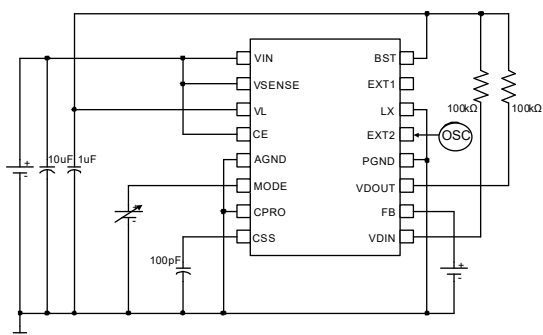 VIN
BST
VSENSE
EXT1
100kΩ
100kΩ
VL
LX
CE
EXT2
OSC
+
-
10uF
1uF
AGND
PGND
MODE
VDOUT
+
-
CPRO
FB
CSS
VDIN
100pF
+
-